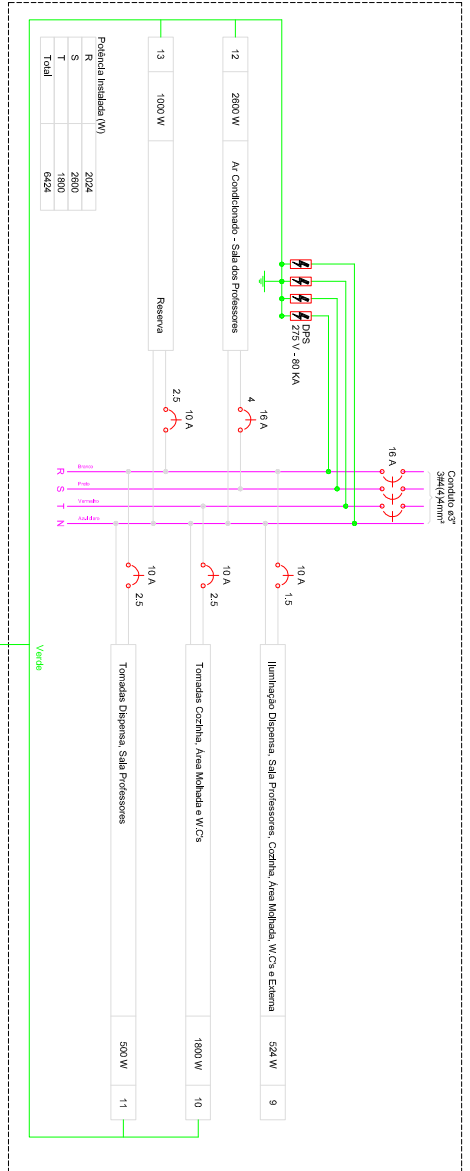 Conduto ø3"
3#4(4)4mm²
16 A
DPS
275 V - 80 KA
12
2600 W
Ar Condicionado - Sala dos Professores
4
16 A
13
1000 W
Reserva
2.5
10 A
R
Branco
S
Preto
T
Vermelho
N
Azul claro
10 A
1.5
Iluminação Dispensa, Sala Professores, Cozinha, Área Molhada, W.C's e Externa
524 W
9
10 A
2.5
Tomadas Cozinha, Área Molhada e W.C's
1800 W
10
10 A
2.5
Tomadas Dispensa, Sala Professores
500 W
11
Potência Instalada (W)
R 2024
S 2600
T 1800
Total 6424
Verde